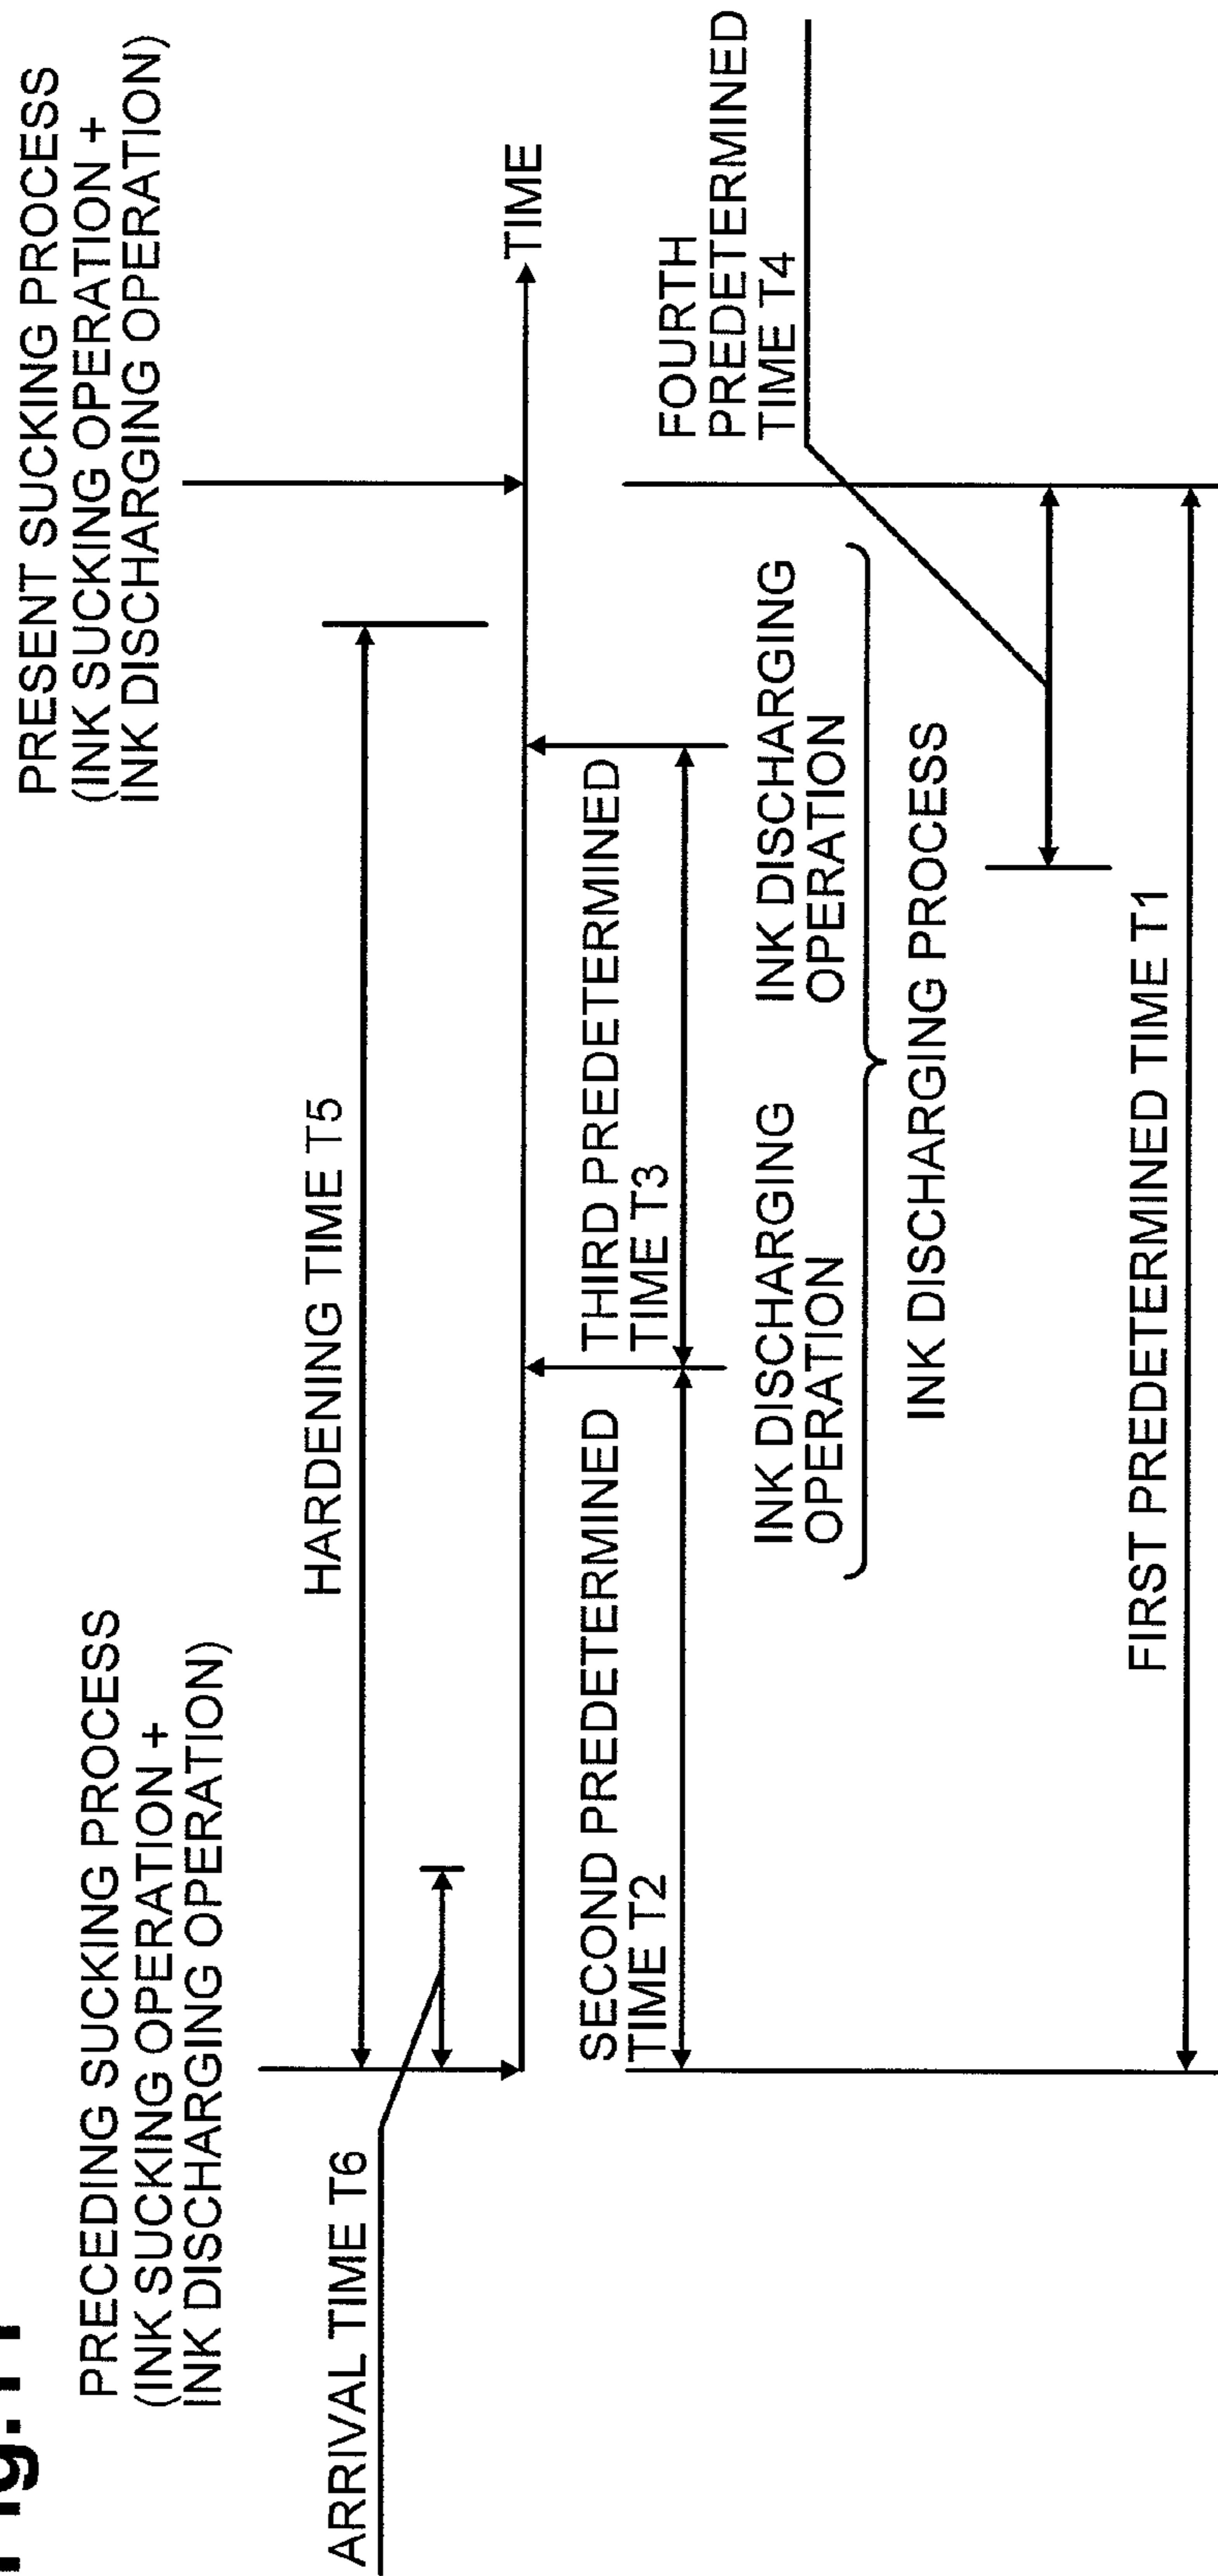 PRECEDING SUCKING PROCESS
(INK SUCKING OPERATION +
INK DISCHARGING OPERATION)
PRESENT SUCKING PROCESS
(INK SUCKING OPERATION +
INK DISCHARGING OPERATION)
ARRIVAL TIME T6
HARDENING TIME T5
TIME
SECOND PREDETERMINED
TIME T2
THIRD PREDETERMINED
TIME T3
FOURTH
PREDETERMINED
TIME T4
INK DISCHARGING
OPERATION
INK DISCHARGING
OPERATION
INK DISCHARGING PROCESS
FIRST PREDETERMINED TIME T1